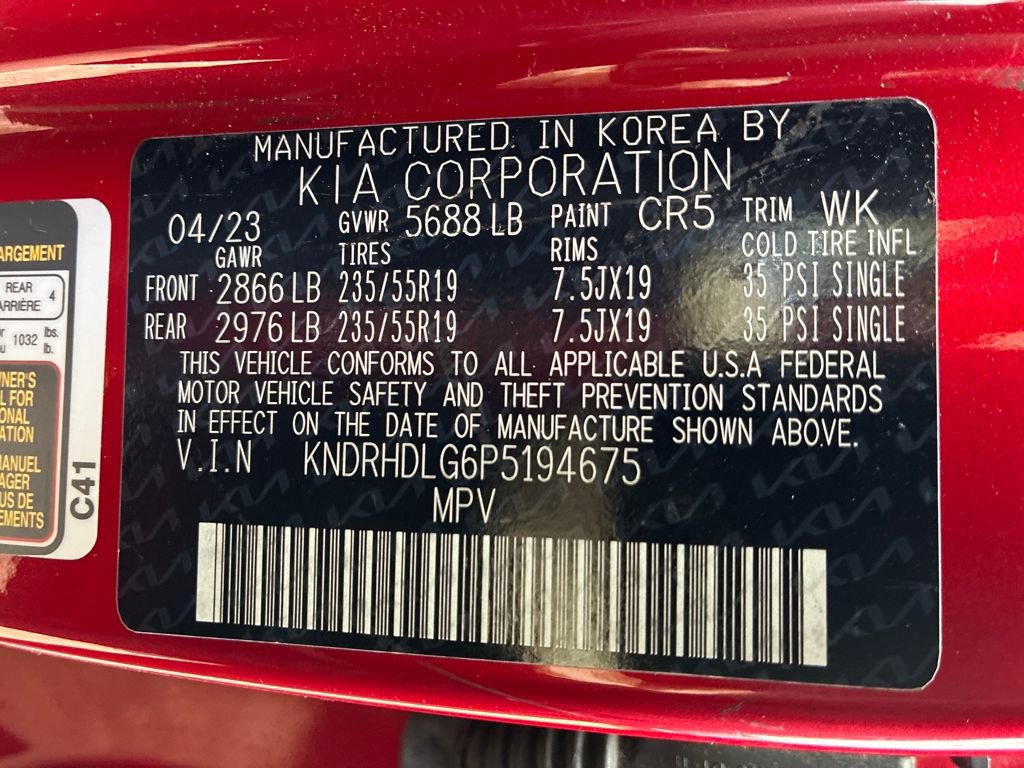 MANUFACTURED IN KOREA BY
KIA CORPORATION
04/23 GVWR 5688 LB PAINT CR5 TRIM WK
GAWR TIRES RIMS COLD TIRE INFL
FRONT 2866 LB 235/55R19 7.5JX19 35 PSI SINGLE
REAR 2976 LB 235/55R19 7.5JX19 35 PSI SINGLE
THIS VEHICLE CONFORMS TO ALL APPLICABLE U.S.A FEDERAL
MOTOR VEHICLE SAFETY AND THEFT PREVENTION STANDARDS
IN EFFECT ON THE DATE OF MANUFACTURE SHOWN ABOVE.
V.I.N KNDRHDLG6P5194675
MPV
REAR
4
1032 lbs.
lb.
C41